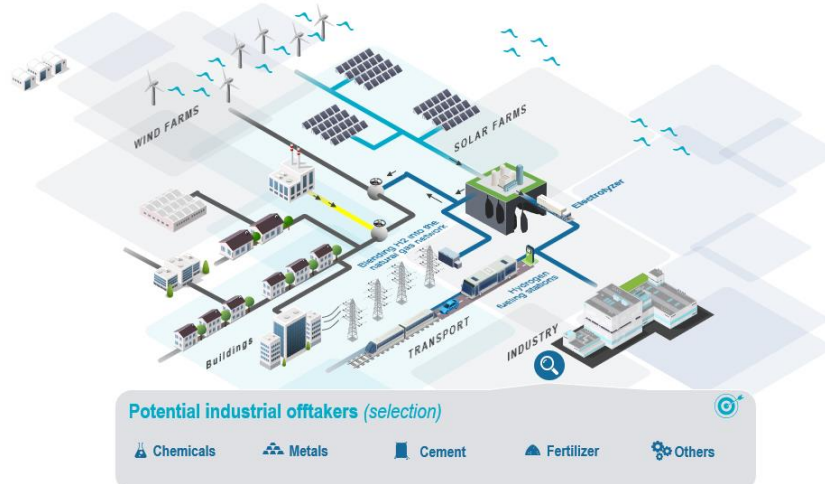 WIND FARMS
SOLAR FARMS
Electrolyzer
Blending H2 into the
natural gas network
Hydrogen
fueling stations
Buildings
TRANSPORT
INDUSTRY
Potential industrial offtakers (selection)
Chemicals
Metals
Cement
Fertilizer
Others